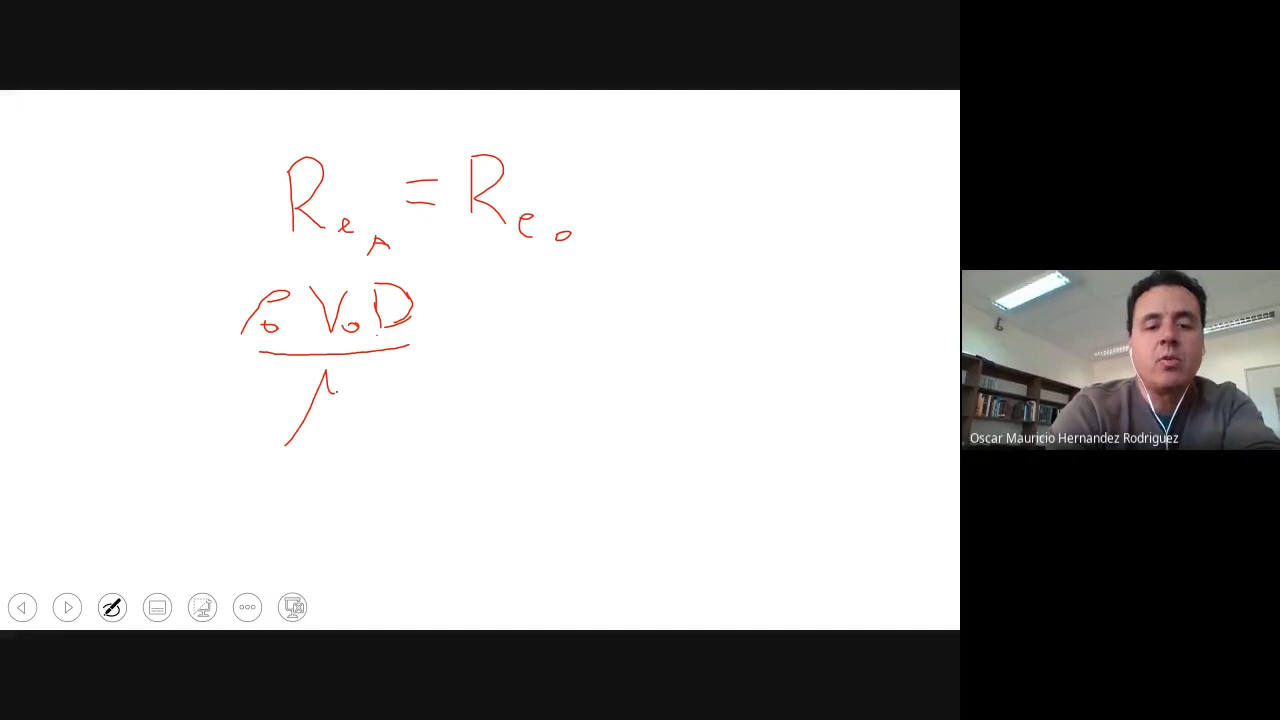 Re_A = Re_o
ρ_o V_o D
μ
Oscar Mauricio Hernandez Rodriguez